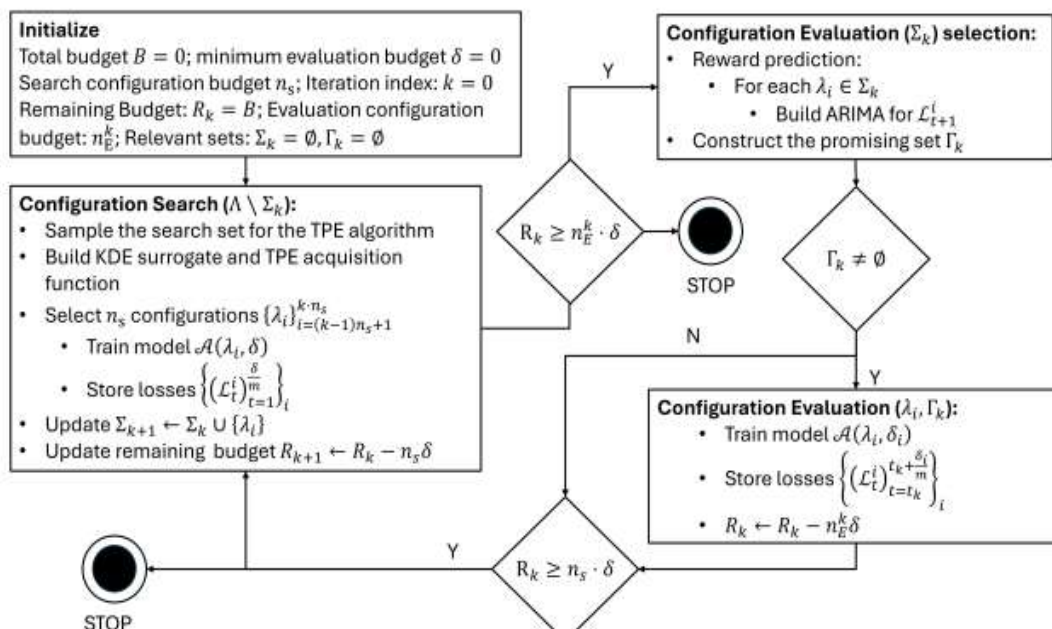 Initialize
Total budget B = 0; minimum evaluation budget δ = 0
Search configuration budget n_s; Iteration index: k = 0
Remaining Budget: R_k = B; Evaluation configuration
budget: n_E^k; Relevant sets: Σ_k = ∅, Γ_k = ∅
Configuration Search (Λ \ Σ_k):
• Sample the search set for the TPE algorithm
• Build KDE surrogate and TPE acquisition
function
• Select n_s configurations {λ_i}_{i=(k−1)n_s+1}^{k·n_s}
• Train model 𝒜(λ_i, δ)
• Store losses {(ℒ_t^i)_{t=1}^{δ/m}}_i
• Update Σ_{k+1} ← Σ_k ∪ {λ_i}
• Update remaining budget R_{k+1} ← R_k − n_s δ
Y
R_k ≥ n_E^k · δ
STOP
Configuration Evaluation (Σ_k) selection:
• Reward prediction:
• For each λ_i ∈ Σ_k
• Build ARIMA for ℒ_{t+1}^i
• Construct the promising set Γ_k
Γ_k ≠ ∅
N
Y
Configuration Evaluation (λ_i, Γ_k):
• Train model 𝒜(λ_i, δ_i)
• Store losses {(ℒ_t^i)_{t=t_k}^{t_k+δ_i/m}}_i
• R_k ← R_k − n_E^k δ
R_k ≥ n_s · δ
Y
STOP